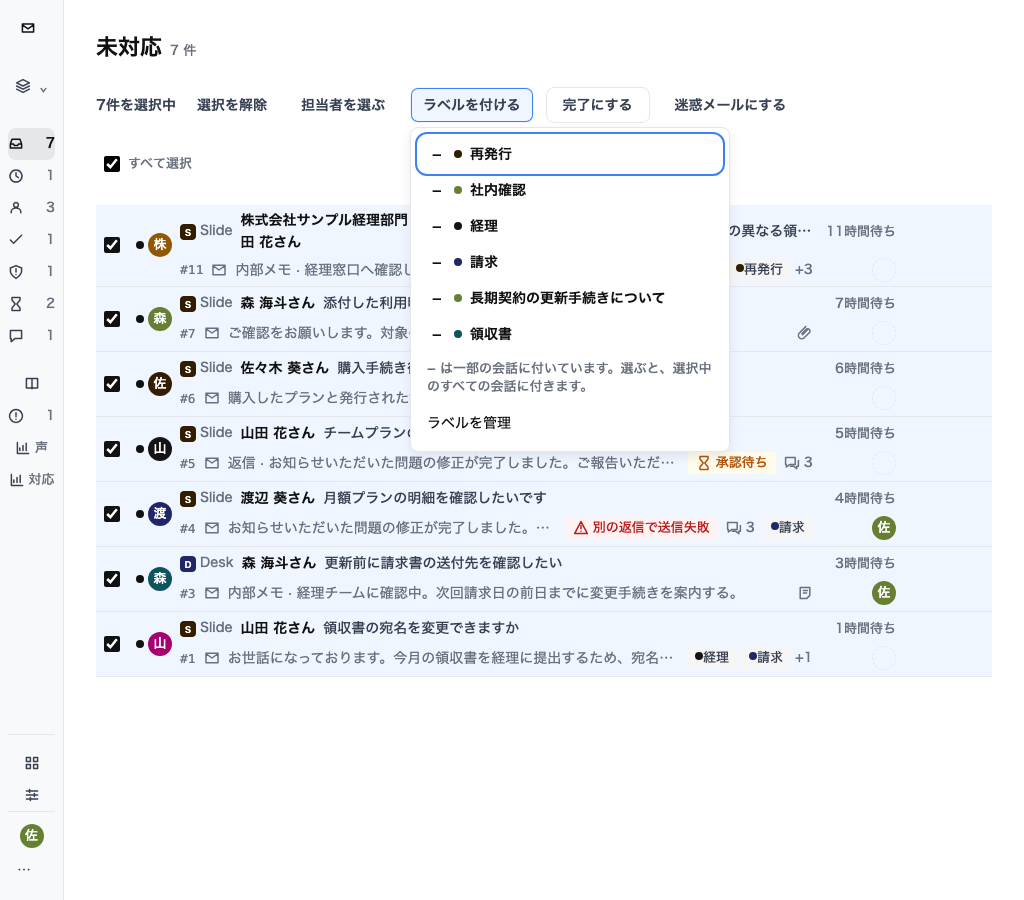 未対応 7 件
7件を選択中 選択を解除 担当者を選ぶ ラベルを付ける 完了にする 迷惑メールにする
すべて選択
7
1
3
1
1
2
1
1
声
対応
佐
…
– 再発行
– 社内確認
– 経理
– 請求
– 長期契約の更新手続きについて
– 領収書
– は一部の会話に付いています。選ぶと、選択中
のすべての会話に付きます。
ラベルを管理
株 S Slide 株式会社サンプル経理部門
田 花さん の異なる領… 11時間待ち
#11 内部メモ · 経理窓口へ確認し 再発行 +3
森 S Slide 森 海斗さん 添付した利用 7時間待ち
#7 ご確認をお願いします。対象
佐 S Slide 佐々木 葵さん 購入手続き 6時間待ち
#6 購入したプランと発行された
山 S Slide 山田 花さん チームプラン 5時間待ち
#5 返信 · お知らせいただいた問題の修正が完了しました。ご報告いただ… 承認待ち 3
渡 S Slide 渡辺 葵さん 月額プランの明細を確認したいです 4時間待ち
#4 お知らせいただいた問題の修正が完了しました。… 別の返信で送信失敗 3 請求 佐
森 D Desk 森 海斗さん 更新前に請求書の送付先を確認したい 3時間待ち
#3 内部メモ · 経理チームに確認中。次回請求日の前日までに変更手続きを案内する。 佐
山 S Slide 山田 花さん 領収書の宛名を変更できますか 1時間待ち
#1 お世話になっております。今月の領収書を経理に提出するため、宛名… 経理 請求 +1